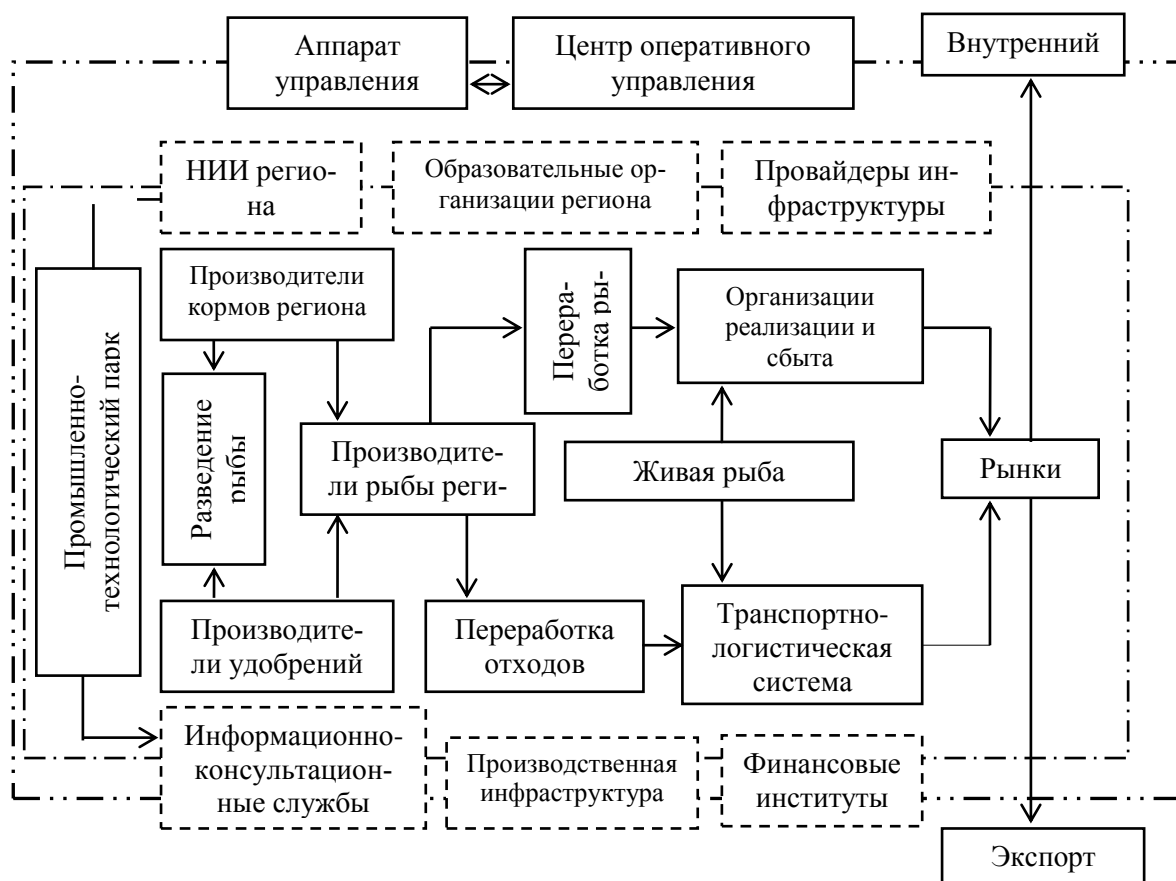 Аппарат
управления
Центр оперативного
управления
Внутренний
НИИ регио-
на
Образовательные ор-
ганизации региона
Провайдеры ин-
фраструктуры
Промышленно-
технологический парк
Производители
кормов региона
Разведение
рыбы
Производите-
ли рыбы реги-
Производите-
ли удобрений
Перера-
ботка ры-
Организации
реализации и
сбыта
Живая рыба
Рынки
Переработка
отходов
Транспортно-
логистическая
система
Информационно-
консультацион-
ные службы
Производственная
инфраструктура
Финансовые
институты
Экспорт